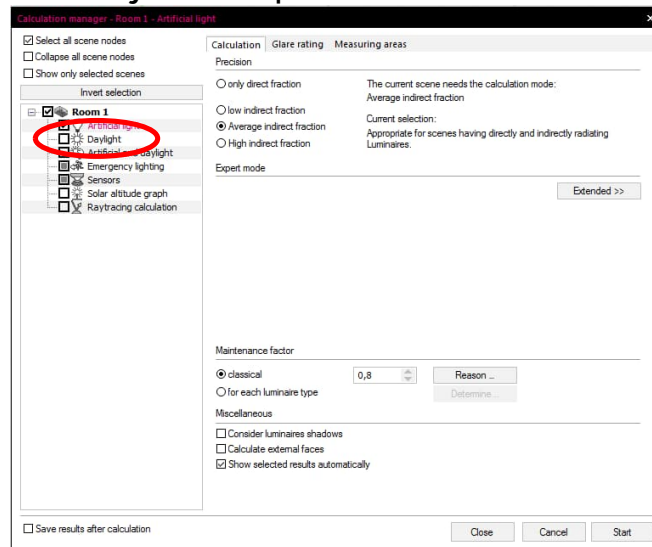 Calculation manager - Room 1 - Artificial light
Select all scene nodes
Collapse all scene nodes
Show only selected scenes
Invert selection
Room 1
Artificial light
Daylight
Artificial and daylight
Emergency lighting
Sensors
Solar altitude graph
Raytracing calculation
Save results after calculation
Calculation Glare rating Measuring areas
Precision
only direct fraction
low indirect fraction
Average indirect fraction
High indirect fraction
The current scene needs the calculation mode:
Average indirect fraction
Current selection:
Appropriate for scenes having directly and indirectly radiating
Luminaires.
Expert mode
Extended >>
Maintenance factor
classical 0,8 Reason ...
for each luminaire type Determine...
Miscellaneous
Consider luminaires shadows
Calculate external faces
Show selected results automatically
Close Cancel Start